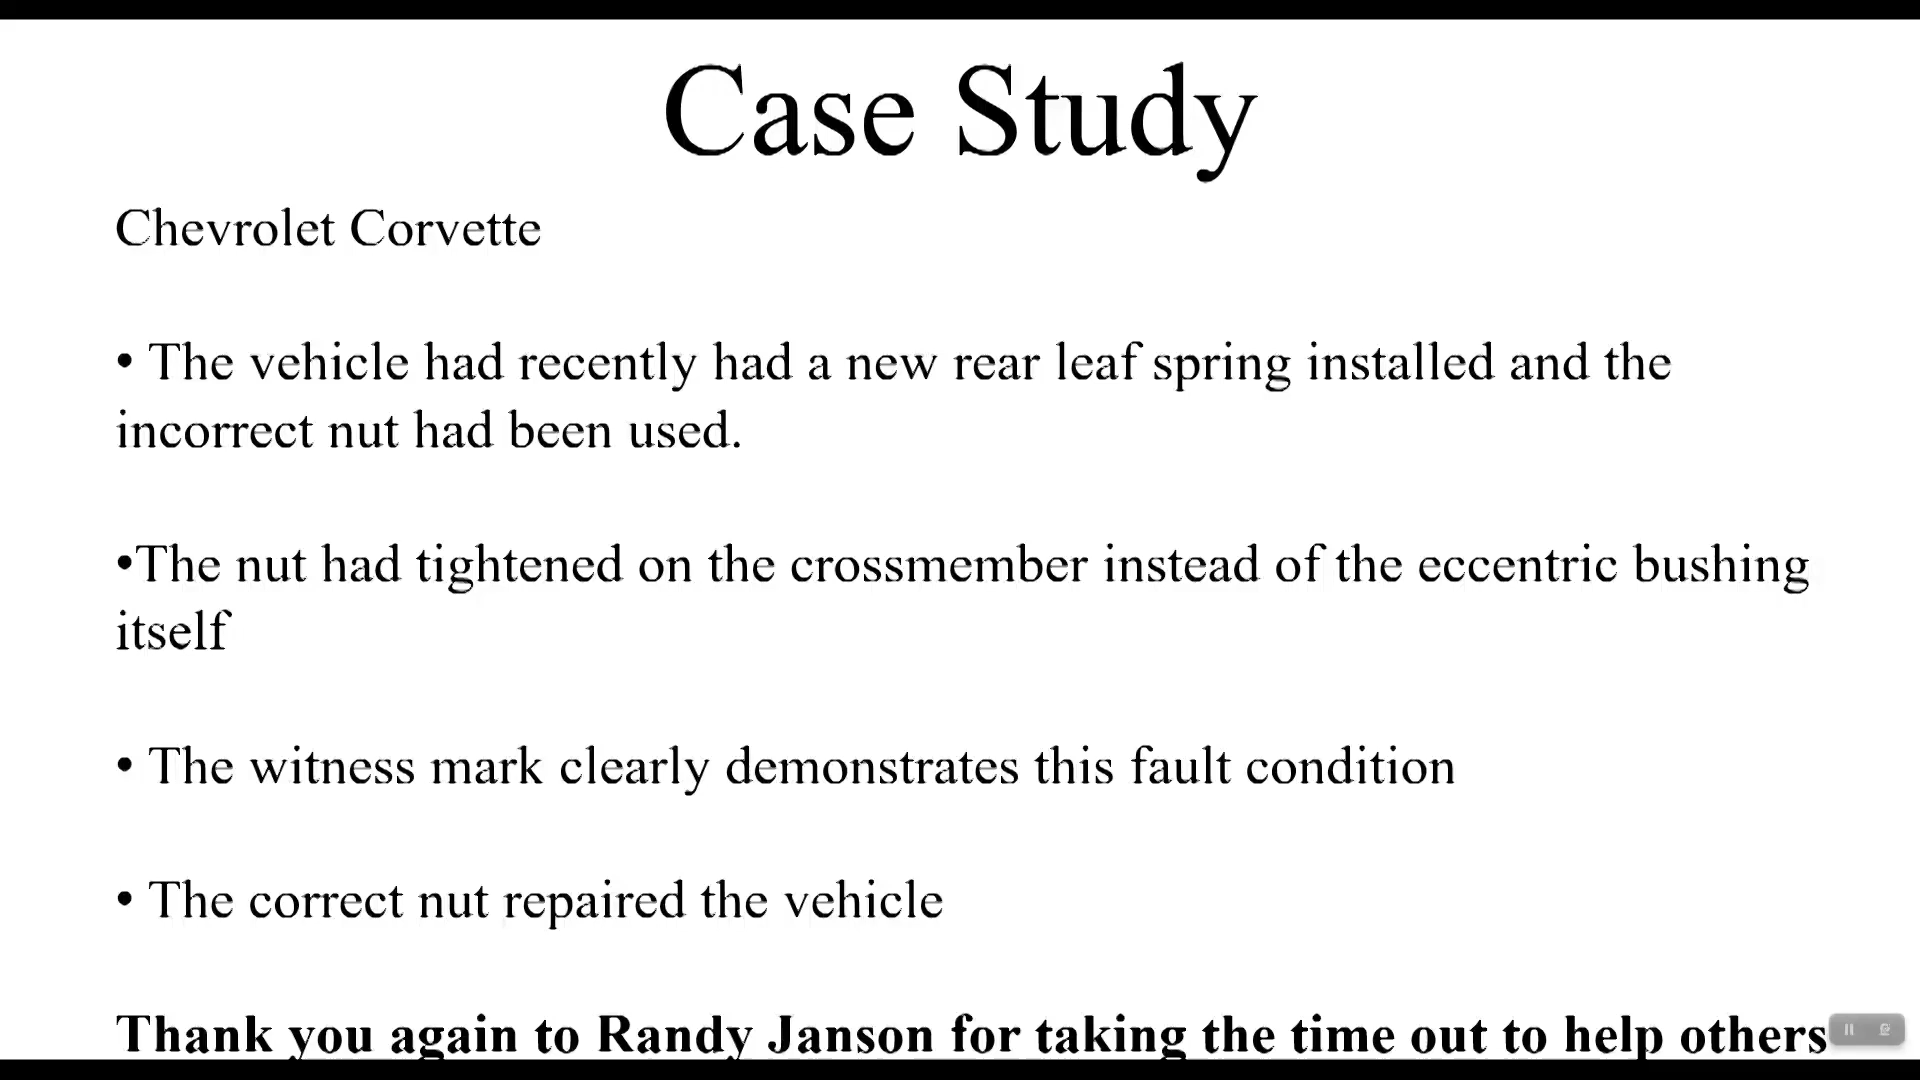 Case Study
Chevrolet Corvette
• The vehicle had recently had a new rear leaf spring installed and the
incorrect nut had been used.
•The nut had tightened on the crossmember instead of the eccentric bushing
itself
• The witness mark clearly demonstrates this fault condition
• The correct nut repaired the vehicle
Thank you again to Randy Janson for taking the time out to help others